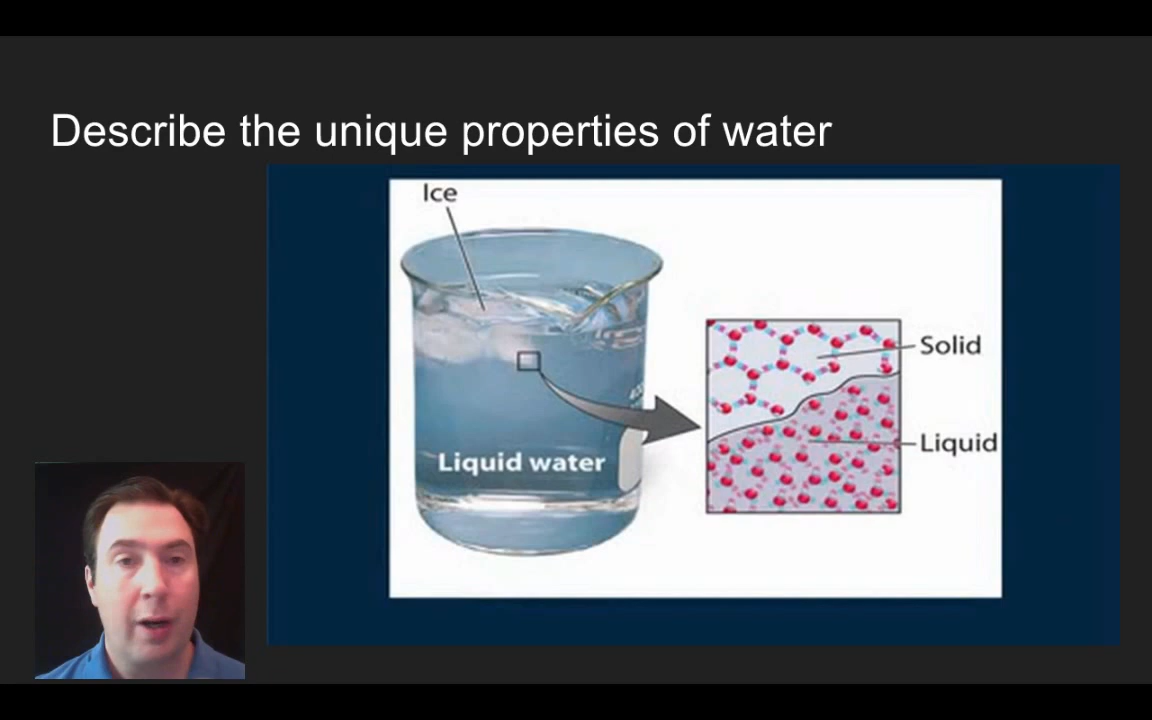 Describe the unique properties of water
Ice
Solid
Liquid
Liquid water